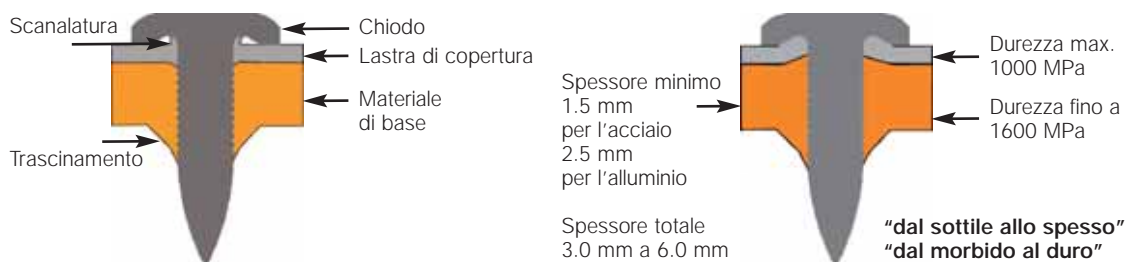 Scanalatura
Chiodo
Lastra di copertura
Materiale
di base
Trascinamento
Spessore minimo
1.5 mm
per l'acciaio
2.5 mm
per l'alluminio
Spessore totale
3.0 mm a 6.0 mm
Durezza max.
1000 MPa
Durezza fino a
1600 MPa
“dal sottile allo spesso”
“dal morbido al duro”